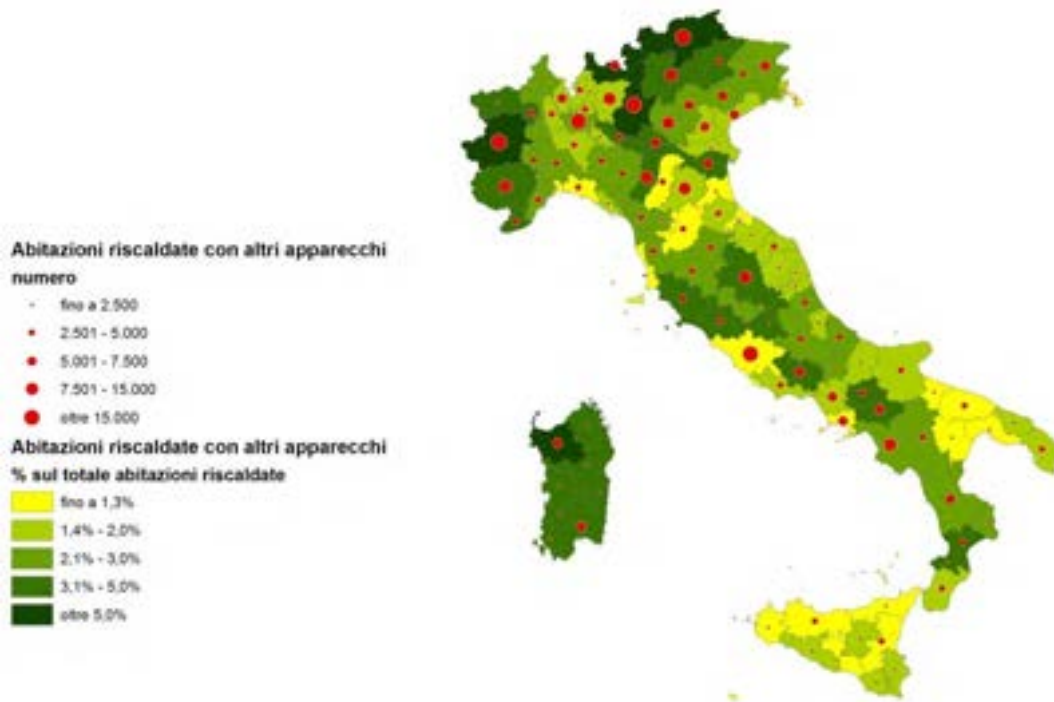 Abitazioni riscaldate con altri apparecchi
numero
fino a 2.500
2.501 - 5.000
5.001 - 7.500
7.501 - 15.000
oltre 15.000
Abitazioni riscaldate con altri apparecchi
% sul totale abitazioni riscaldate
fino a 1,3%
1,4% - 2,0%
2,1% - 3,0%
3,1% - 5,0%
oltre 5,0%